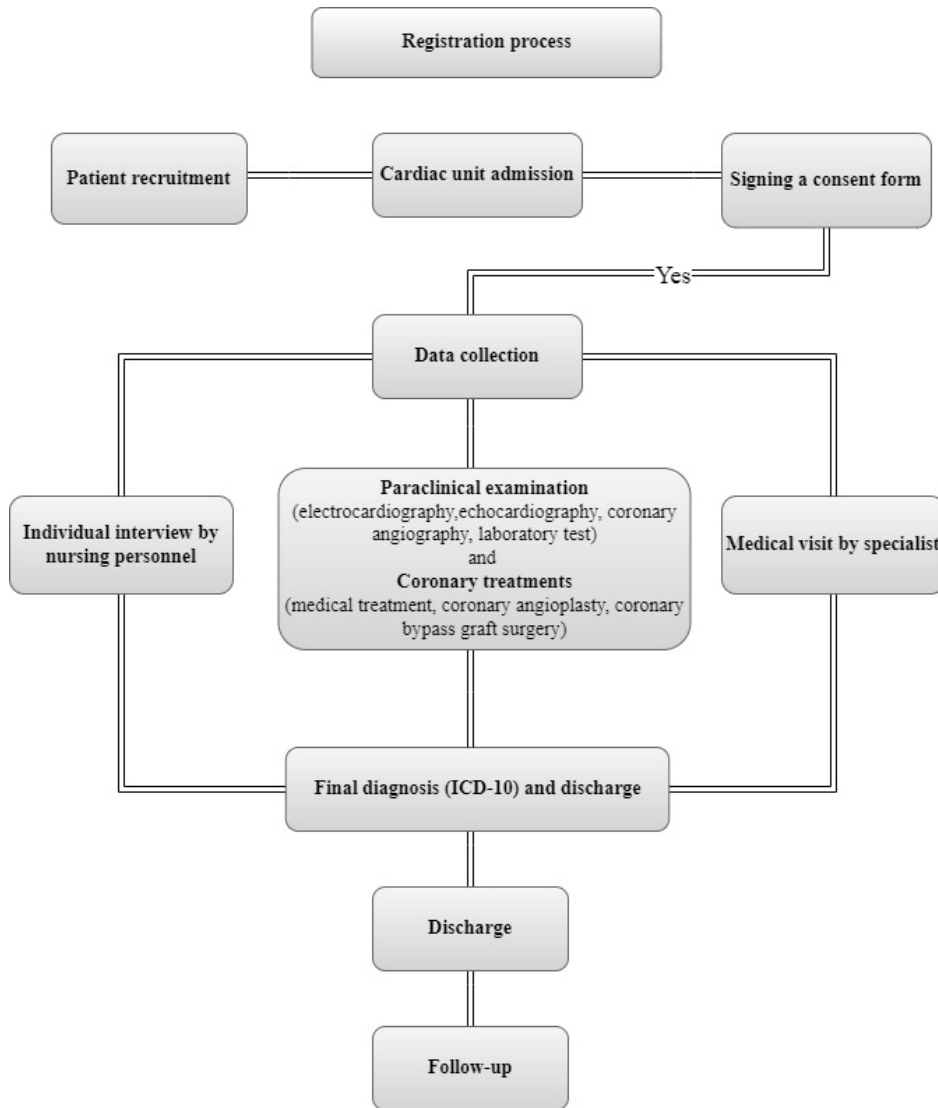 Registration process
Patient recruitment
Cardiac unit admission
Signing a consent form
Yes
Data collection
Individual interview by
nursing personnel
Paraclinical examination
(electrocardiography,echocardiography, coronary
angiography, laboratory test)
and
Coronary treatments
(medical treatment, coronary angioplasty, coronary
bypass graft surgery)
Medical visit by specialist
Final diagnosis (ICD-10) and discharge
Discharge
Follow-up